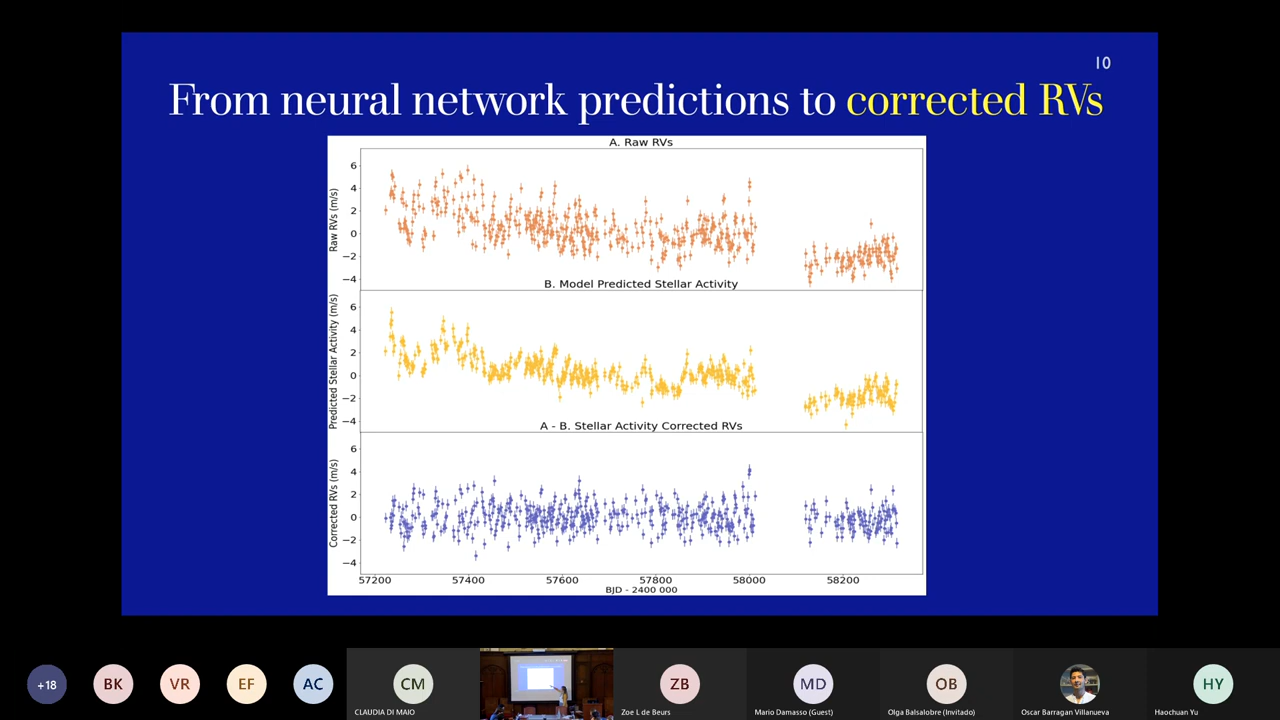 10
From neural network predictions to corrected RVs
A. Raw RVs
Raw RVs (m/s)
6
4
2
0
−2
−4
B. Model Predicted Stellar Activity
Predicted Stellar Activity (m/s)
6
4
2
0
−2
−4
A - B. Stellar Activity Corrected RVs
Corrected RVs (m/s)
6
4
2
0
−2
−4
57200 57400 57600 57800 58000 58200
BJD - 2400 000
+18 BK VR EF AC CM ZB MD OB HY
CLAUDIA DI MAIO Zoe L de Beurs Mario Damasso (Guest) Olga Balsalobre (Invitado) Oscar Barragan Villanueva Haochuan Yu